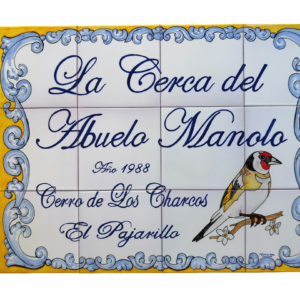 La Cerca del
Abuelo Manolo
Año 1988
Cerro de Los Charcos
El Pajarillo